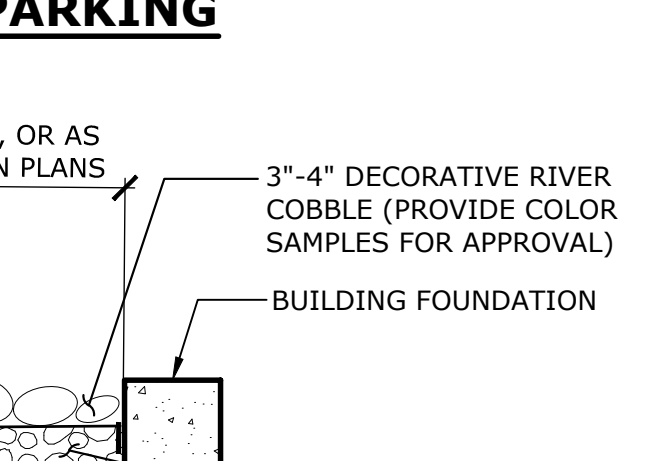 PARKING
, OR AS
N PLANS
3"-4" DECORATIVE RIVER
COBBLE (PROVIDE COLOR
SAMPLES FOR APPROVAL)
BUILDING FOUNDATION